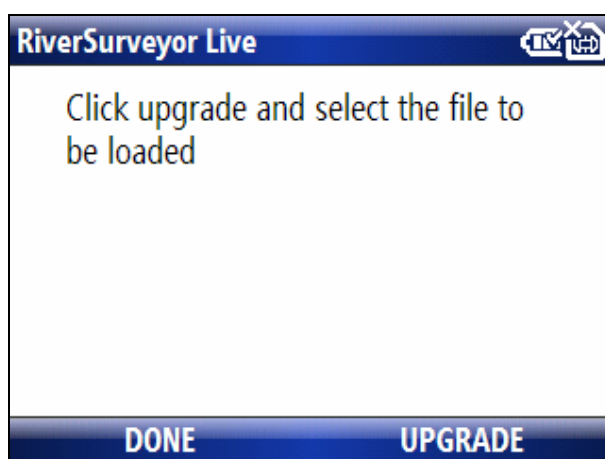 RiverSurveyor Live
Click upgrade and select the file to
be loaded
DONE UPGRADE